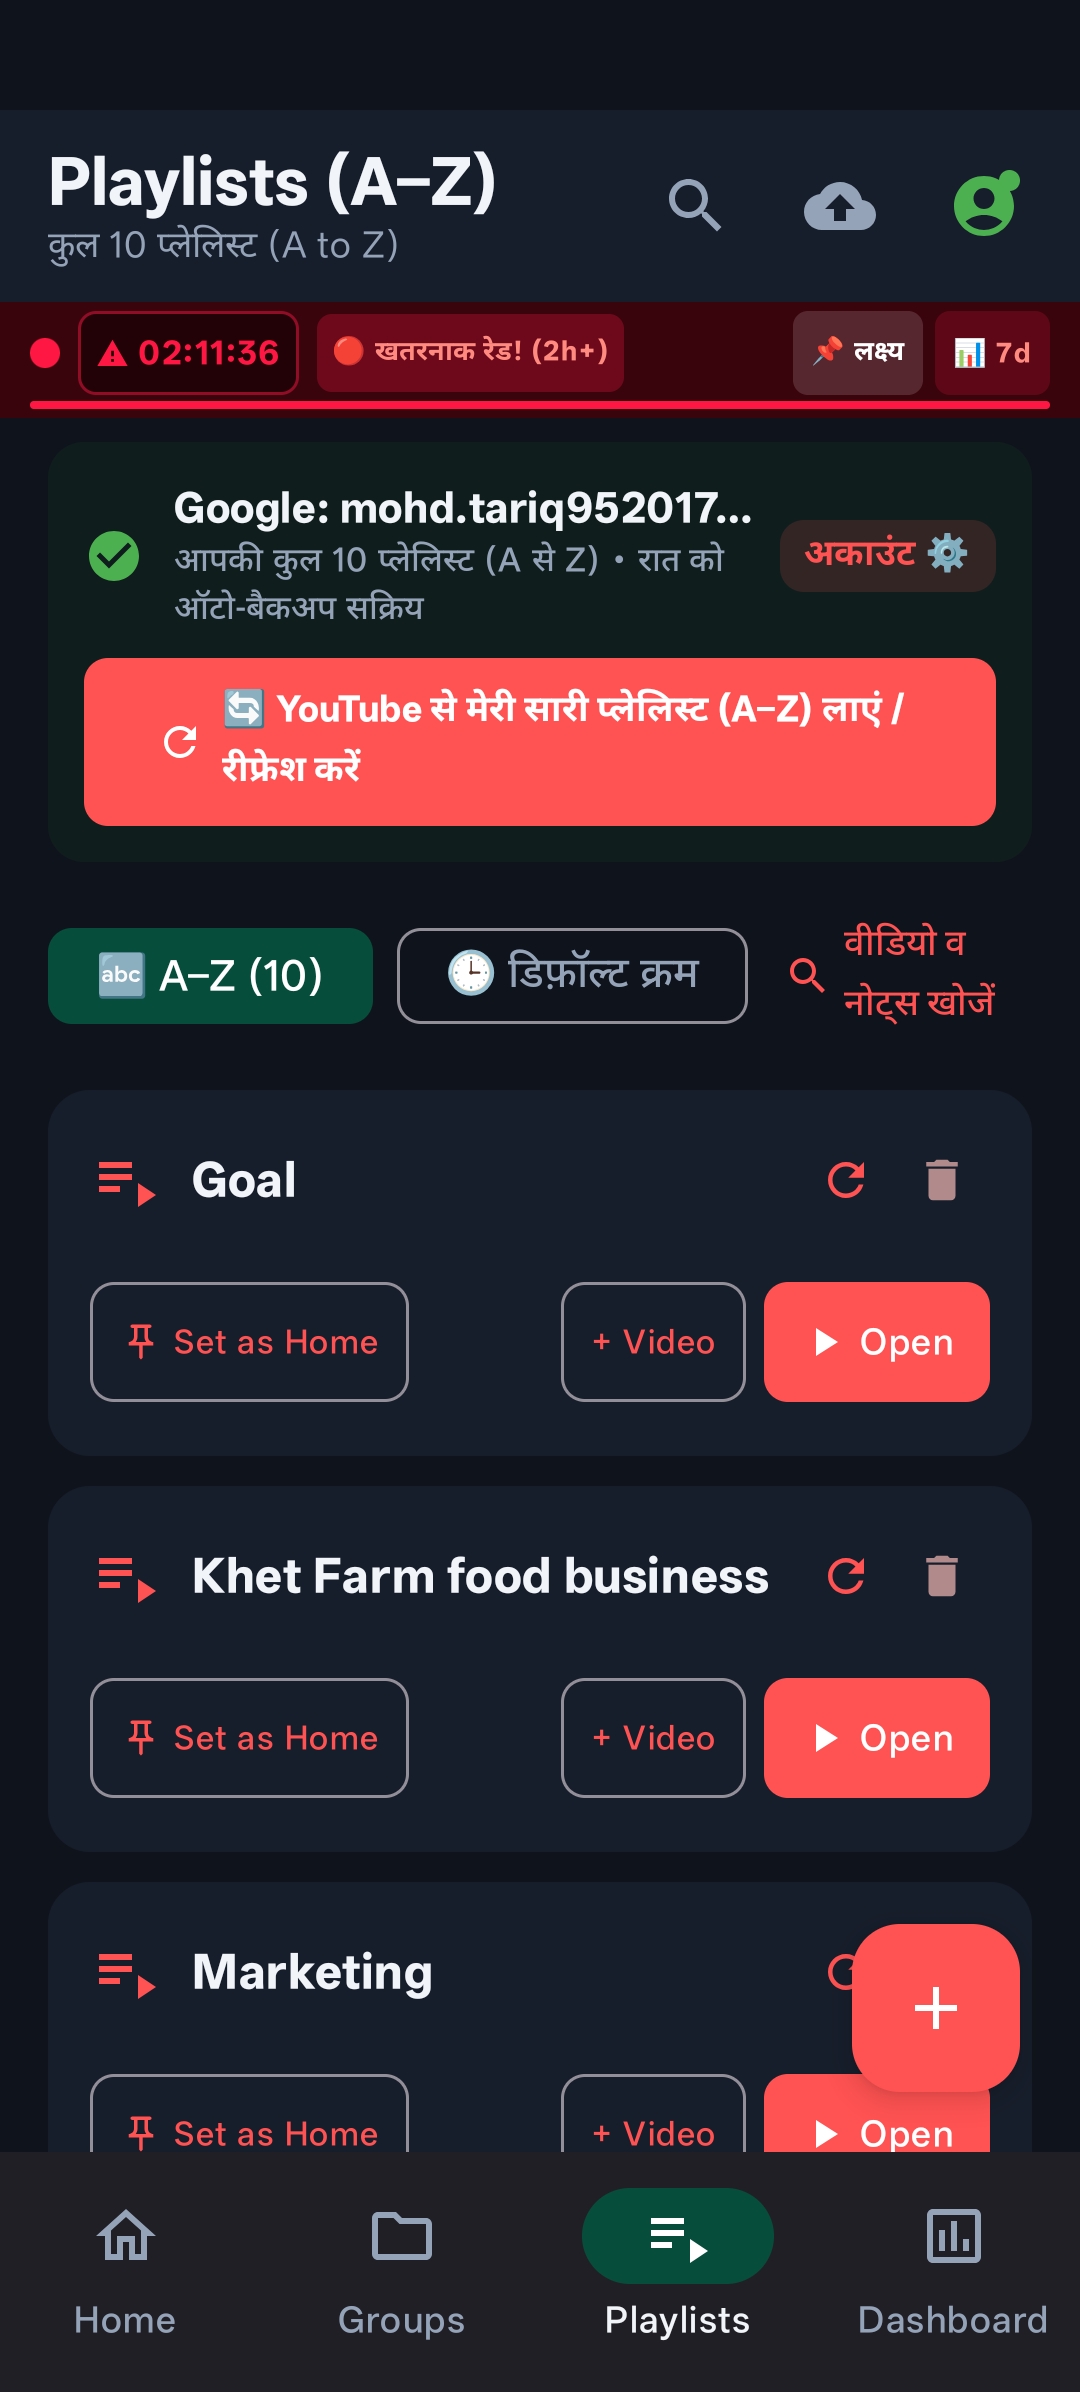 Playlists (A–Z)
कुल 10 प्लेलिस्ट (A to Z)
02:11:36
🔴 खतरनाक रेड! (2h+)
📌 लक्ष्य
📊 7d
Google: mohd.tariq952017...
आपकी कुल 10 प्लेलिस्ट (A से Z) • रात को
ऑटो-बैकअप सक्रिय
अकाउंट ⚙️
🔄 YouTube से मेरी सारी प्लेलिस्ट (A–Z) लाएं /
रीफ्रेश करें
🔤 A–Z (10)
🕒 डिफ़ॉल्ट क्रम
वीडियो व
नोट्स खोजें
Goal
Set as Home
+ Video
Open
Khet Farm food business
Set as Home
+ Video
Open
Marketing
+
Set as Home
+ Video
Open
Home
Groups
Playlists
Dashboard